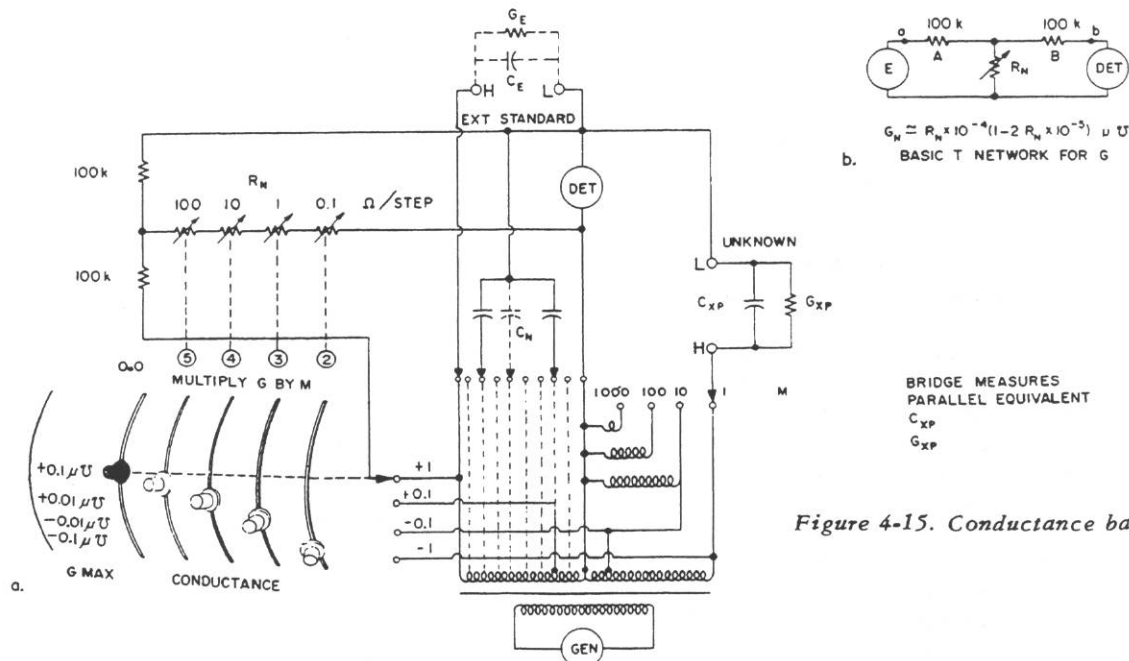 G_E
C_E
H
L
EXT STANDARD
100 k
R_N
100 10 1 0.1 Ω/STEP
DET
100 k
UNKNOWN
L
C_XP
G_XP
C_N
H
5 4 3 2
0.0
MULTIPLY G BY M
1000 100 10 1 M
+0.1 μ℧
+0.01 μ℧
-0.01 μ℧
-0.1 μ℧
+1
+0.1
-0.1
-1
G MAX
CONDUCTANCE
a.
GEN
100 k
100 k
a
b
A
B
E
R_N
DET
G_N ≃ R_N x 10⁻⁴ (1-2 R_N x 10⁻⁵) μ ℧
b. BASIC T NETWORK FOR G
BRIDGE MEASURES
PARALLEL EQUIVALENT
C_XP
G_XP
Figure 4-15. Conductance ba